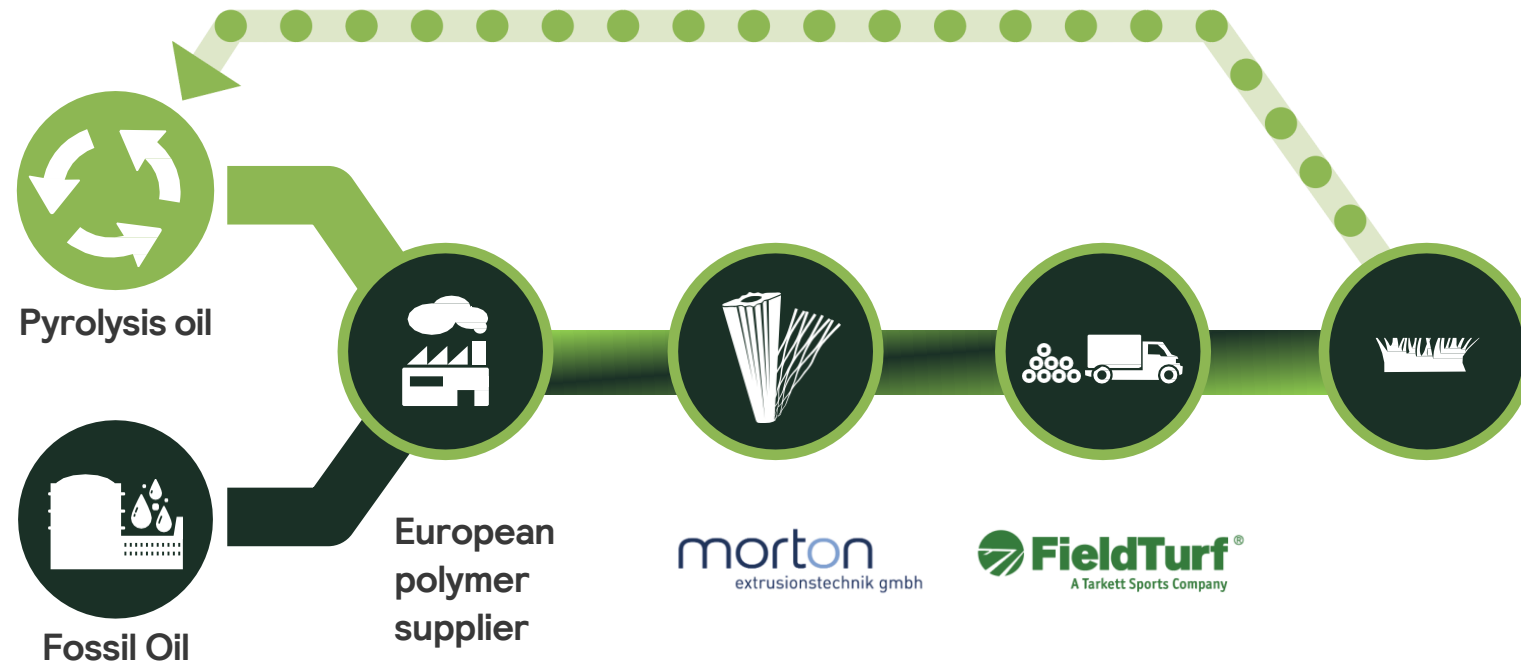 Pyrolysis oil
Fossil Oil
European
polymer
supplier
morton
extrusionstechnik gmbh
FieldTurf®
A Tarkett Sports Company